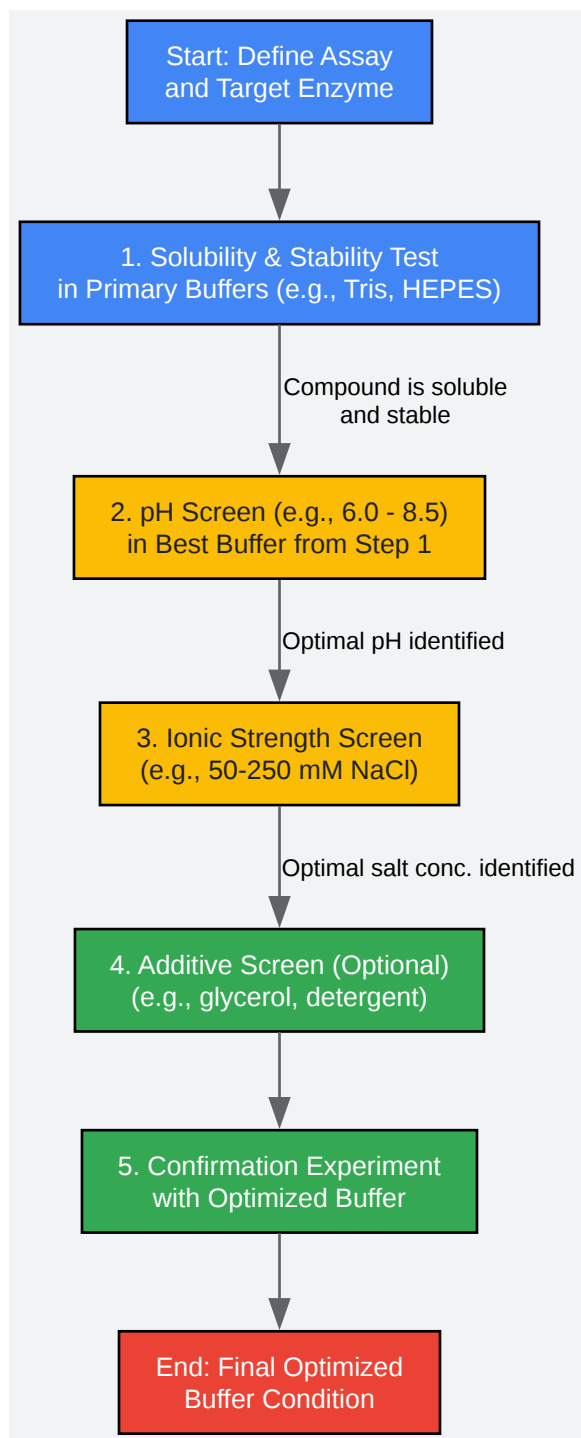 Start: Define Assay
and Target Enzyme
1. Solubility & Stability Test
in Primary Buffers (e.g., Tris, HEPES)
Compound is soluble
and stable
2. pH Screen (e.g., 6.0 - 8.5)
in Best Buffer from Step 1
Optimal pH identified
3. Ionic Strength Screen
(e.g., 50-250 mM NaCl)
Optimal salt conc. identified
4. Additive Screen (Optional)
(e.g., glycerol, detergent)
5. Confirmation Experiment
with Optimized Buffer
End: Final Optimized
Buffer Condition